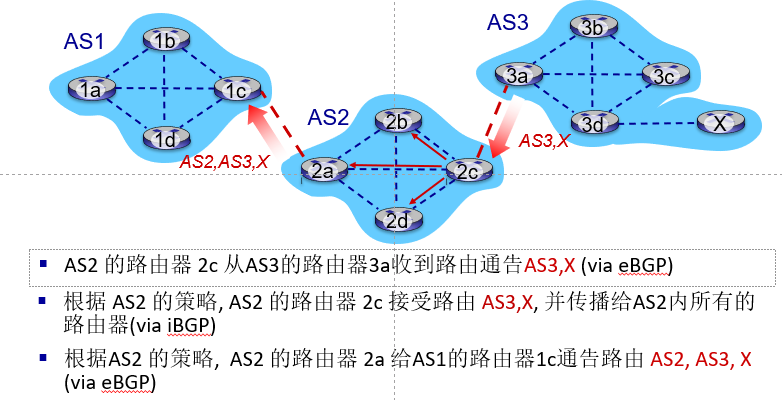 AS1
1b
1a
1c
1d
AS2,AS3,X
AS2
2b
2a
2c
2d
AS3
3b
3a
3c
3d
X
AS3,X
▪ AS2 的路由器 2c 从AS3的路由器3a收到路由通告AS3,X (via eBGP)
▪ 根据 AS2 的策略, AS2 的路由器 2c 接受路由 AS3,X, 并传播给AS2内所有的
路由器(via iBGP)
▪ 根据AS2 的策略, AS2 的路由器 2a 给AS1的路由器1c通告路由 AS2, AS3, X
(via eBGP)